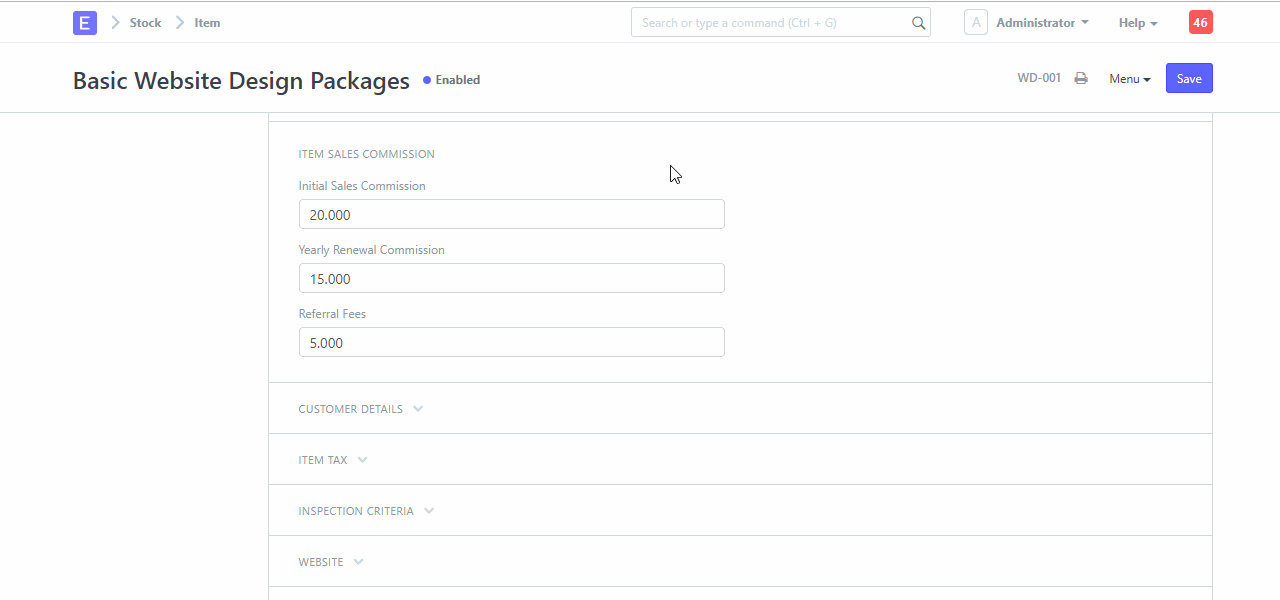 E Stock Item Search or type a command (Ctrl + G) A Administrator Help 46
Basic Website Design Packages Enabled WD-001 Menu Save
ITEM SALES COMMISSION
Initial Sales Commission
20.000
Yearly Renewal Commission
15.000
Referral Fees
5.000
CUSTOMER DETAILS
ITEM TAX
INSPECTION CRITERIA
WEBSITE